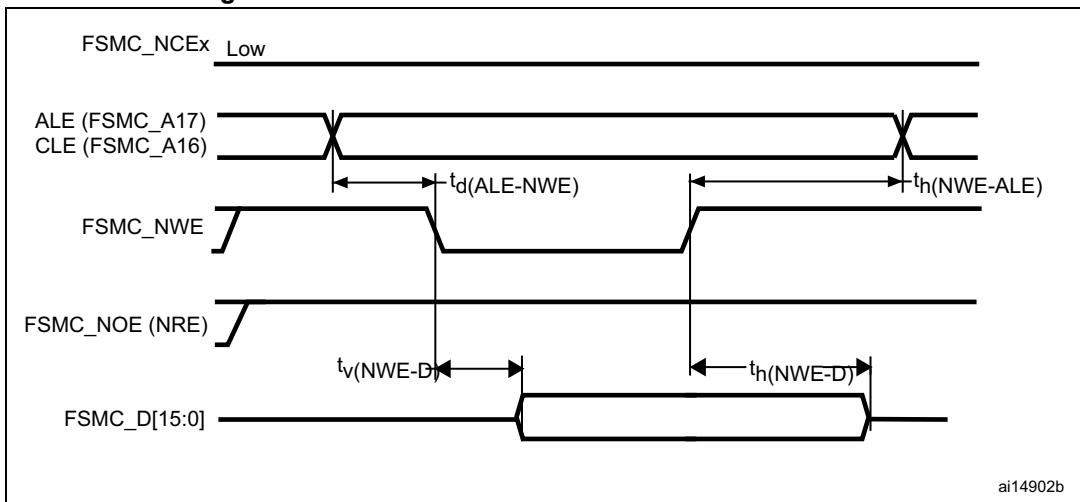 FSMC_NCEx Low
ALE (FSMC_A17)
CLE (FSMC_A16)
td(ALE-NWE)
th(NWE-ALE)
FSMC_NWE
FSMC_NOE (NRE)
tv(NWE-D)
th(NWE-D)
FSMC_D[15:0]
ai14902b